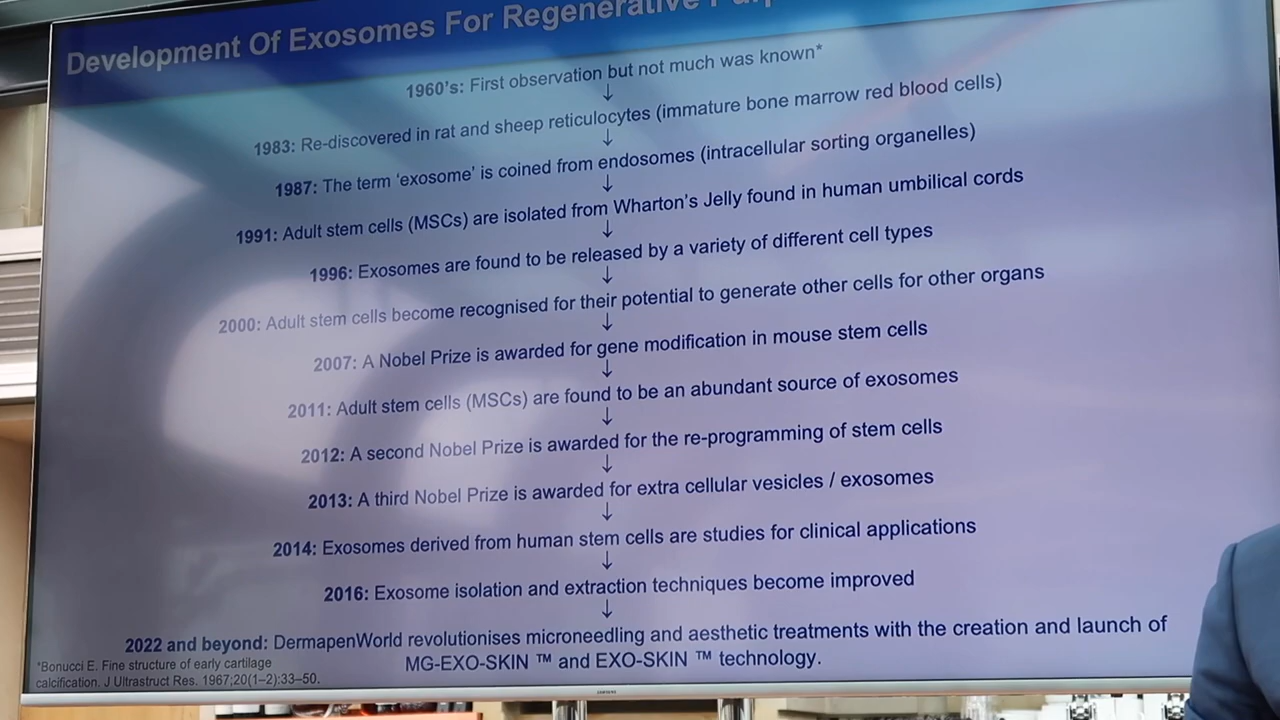 Development Of Exosomes For Regenerative
1960's: First observation but not much was known*
↓
1983: Re-discovered in rat and sheep reticulocytes (immature bone marrow red blood cells)
↓
1987: The term 'exosome' is coined from endosomes (intracellular sorting organelles)
↓
1991: Adult stem cells (MSCs) are isolated from Wharton's Jelly found in human umbilical cords
↓
1996: Exosomes are found to be released by a variety of different cell types
↓
2000: Adult stem cells become recognised for their potential to generate other cells for other organs
↓
2007: A Nobel Prize is awarded for gene modification in mouse stem cells
↓
2011: Adult stem cells (MSCs) are found to be an abundant source of exosomes
↓
2012: A second Nobel Prize is awarded for the re-programming of stem cells
↓
2013: A third Nobel Prize is awarded for extra cellular vesicles / exosomes
↓
2014: Exosomes derived from human stem cells are studies for clinical applications
↓
2016: Exosome isolation and extraction techniques become improved
↓
2022 and beyond: DermapenWorld revolutionises microneedling and aesthetic treatments with the creation and launch of
MG-EXO-SKIN ™ and EXO-SKIN ™ technology.
*Bonucci E. Fine structure of early cartilage
calcification. J Ultrastruct Res. 1967;20(1–2):33–50.
SAMSUNG